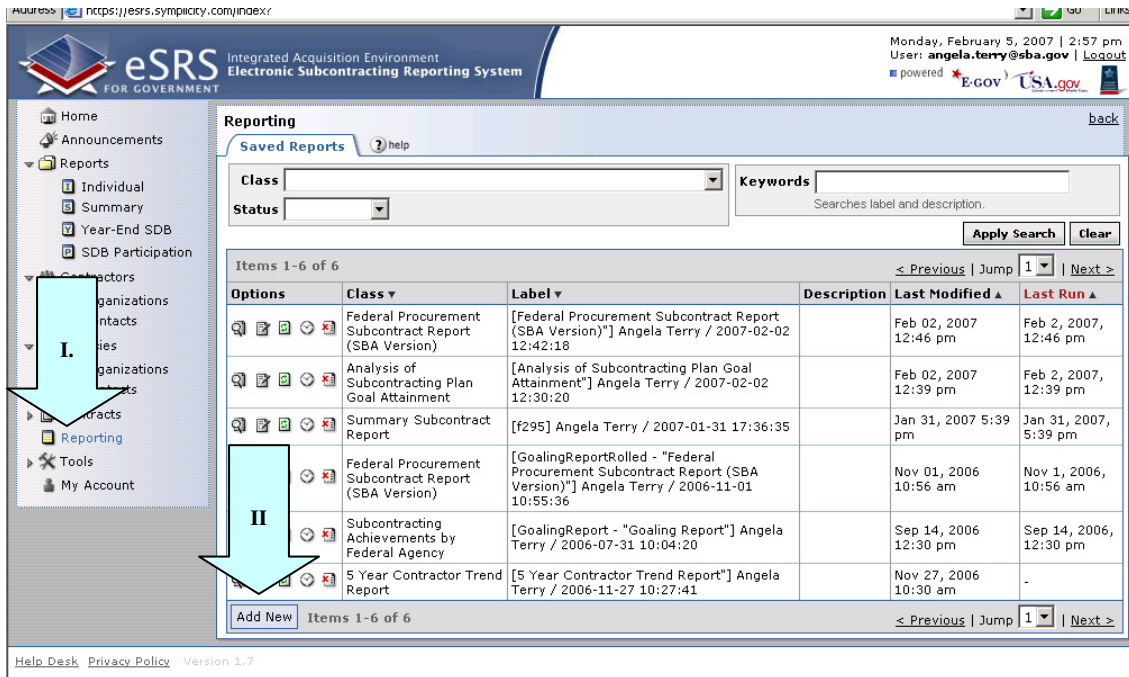 Address https://esrs.symplicity.com/index? Go Links
eSRS
FOR GOVERNMENT
Integrated Acquisition Environment
Electronic Subcontracting Reporting System
Monday, February 5, 2007 | 2:57 pm
User: angela.terry@sba.gov | Logout
powered E-GOV USA.gov
Home
Announcements
Reports
I Individual
S Summary
Y Year-End SDB
P SDB Participation
ganizations
ntacts
I.
ganizations
Reporting
Tools
My Account
Reporting
back
Saved Reports
? help
Class
Status
Keywords
Searches label and description.
Apply Search Clear
Items 1-6 of 6
< Previous | Jump 1 | Next >
Options Class Label Description Last Modified Last Run
Federal Procurement
Subcontract Report
(SBA Version)
[Federal Procurement Subcontract Report
(SBA Version)"] Angela Terry / 2007-02-02
12:42:18
Feb 02, 2007
12:46 pm
Feb 2, 2007,
12:46 pm
Analysis of
Subcontracting Plan
Goal Attainment
[Analysis of Subcontracting Plan Goal
Attainment"] Angela Terry / 2007-02-02
12:30:20
Feb 02, 2007
12:39 pm
Feb 2, 2007,
12:39 pm
Summary Subcontract
Report
[f295] Angela Terry / 2007-01-31 17:36:35
Jan 31, 2007 5:39
pm
Jan 31, 2007,
5:39 pm
Federal Procurement
Subcontract Report
(SBA Version)
[GoalingReportRolled - "Federal
Procurement Subcontract Report (SBA
Version)"] Angela Terry / 2006-11-01
10:55:36
Nov 01, 2006
10:56 am
Nov 1, 2006,
10:56 am
II
Subcontracting
Achievements by
Federal Agency
[GoalingReport - "Goaling Report"] Angela
Terry / 2006-07-31 10:04:20
Sep 14, 2006
12:30 pm
Sep 14, 2006,
12:30 pm
5 Year Contractor Trend
Report
[5 Year Contractor Trend Report"] Angela
Terry / 2006-11-27 10:27:41
Nov 27, 2006
10:30 am
-
Add New Items 1-6 of 6
< Previous | Jump 1 | Next >
Help Desk Privacy Policy Version 1.7